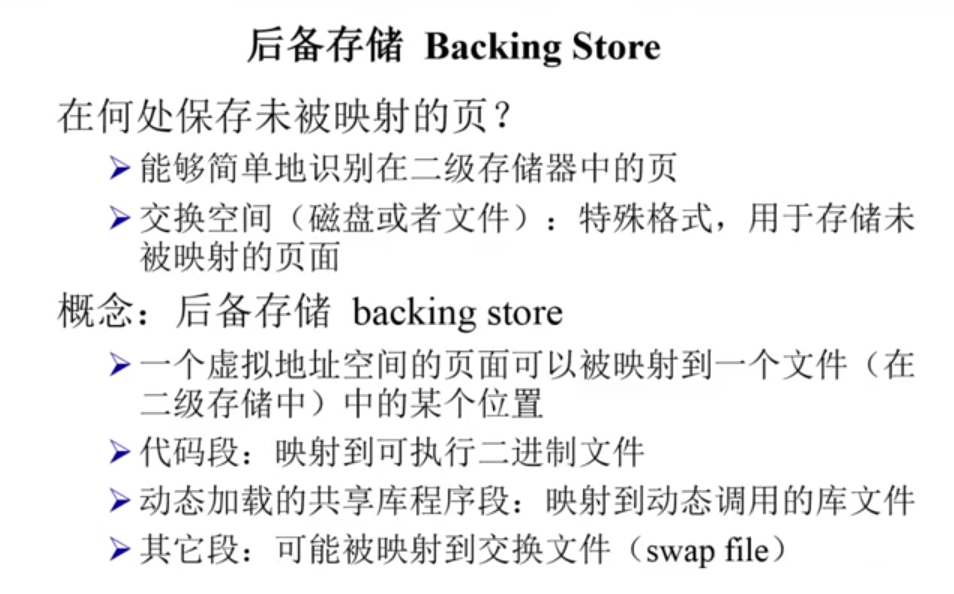 后备存储 Backing Store
在何处保存未被映射的页？
➢能够简单地识别在二级存储器中的页
➢交换空间（磁盘或者文件）：特殊格式，用于存储未
被映射的页面
概念：后备存储 backing store
➢一个虚拟地址空间的页面可以被映射到一个文件（在
二级存储中）中的某个位置
➢代码段：映射到可执行二进制文件
➢动态加载的共享库程序段：映射到动态调用的库文件
➢其它段：可能被映射到交换文件（swap file）